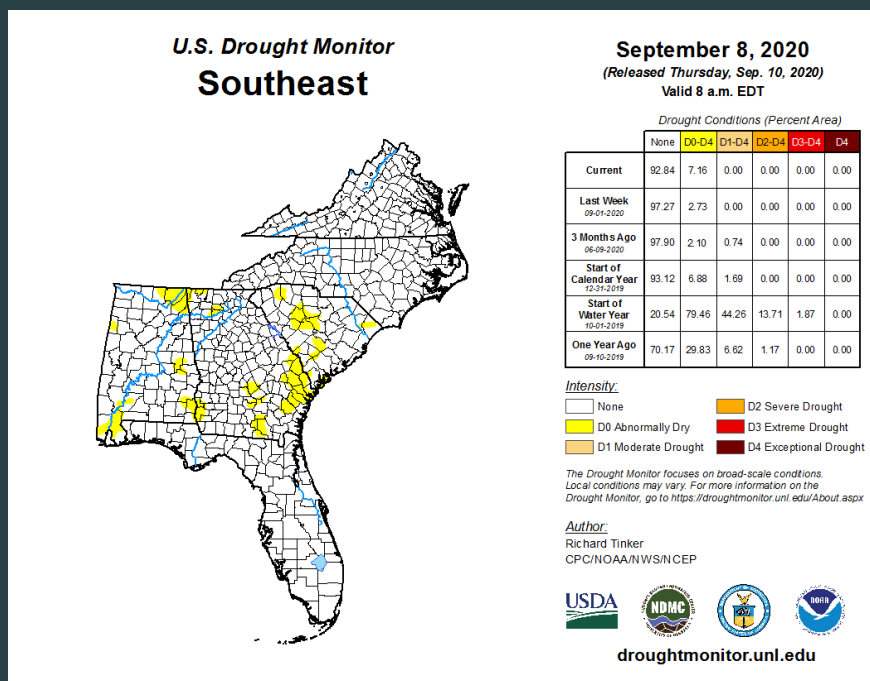 U.S. Drought Monitor
Southeast
September 8, 2020
(Released Thursday, Sep. 10, 2020)
Valid 8 a.m. EDT
Drought Conditions (Percent Area)
None D0-D4 D1-D4 D2-D4 D3-D4 D4
Current 92.84 7.16 0.00 0.00 0.00 0.00
Last Week
09-01-2020
97.27 2.73 0.00 0.00 0.00 0.00
3 Months Ago
06-09-2020
97.90 2.10 0.74 0.00 0.00 0.00
Start of
Calendar Year
12-31-2019
93.12 6.88 1.69 0.00 0.00 0.00
Start of
Water Year
10-01-2019
20.54 79.46 44.26 13.71 1.87 0.00
One Year Ago
09-10-2019
70.17 29.83 6.62 1.17 0.00 0.00
Intensity:
None
D0 Abnormally Dry
D1 Moderate Drought
D2 Severe Drought
D3 Extreme Drought
D4 Exceptional Drought
The Drought Monitor focuses on broad-scale conditions.
Local conditions may vary. For more information on the
Drought Monitor, go to https://droughtmonitor.unl.edu/About.aspx
Author:
Richard Tinker
CPC/NOAA/NWS/NCEP
USDA
NDMC
NOAA
droughtmonitor.unl.edu